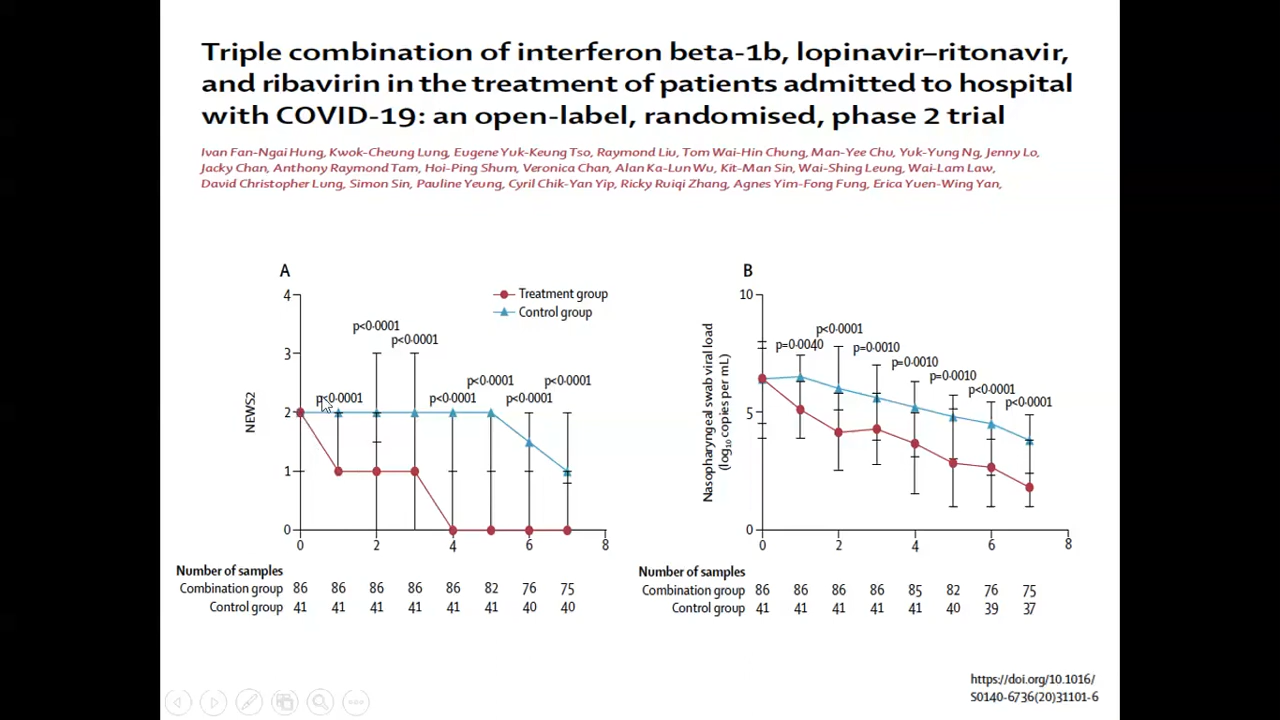 Triple combination of interferon beta-1b, lopinavir–ritonavir,
and ribavirin in the treatment of patients admitted to hospital
with COVID-19: an open-label, randomised, phase 2 trial
Ivan Fan-Ngai Hung, Kwok-Cheung Lung, Eugene Yuk-Keung Tso, Raymond Liu, Tom Wai-Hin Chung, Man-Yee Chu, Yuk-Yung Ng, Jenny Lo,
Jacky Chan, Anthony Raymond Tam, Hoi-Ping Shum, Veronica Chan, Alan Ka-Lun Wu, Kit-Man Sin, Wai-Shing Leung, Wai-Lam Law,
David Christopher Lung, Simon Sin, Pauline Yeung, Cyril Chik-Yan Yip, Ricky Ruiqi Zhang, Agnes Yim-Fong Fung, Erica Yuen-Wing Yan,
A
Treatment group
Control group
NEWS2
4
3
2
1
0
p<0·0001
p<0·0001
p<0·0001
p<0·0001
p<0·0001
p<0·0001
p<0·0001
0 2 4 6 8
Number of samples
Combination group 86 86 86 86 86 82 76 75
Control group 41 41 41 41 41 41 40 40
B
Nasopharyngeal swab viral load
(log10 copies per mL)
10
5
0
p=0·0040
p<0·0001
p=0·0010
p=0·0010
p=0·0010
p<0·0001
p<0·0001
0 2 4 6 8
Number of samples
Combination group 86 86 86 86 85 82 76 75
Control group 41 41 41 41 41 40 39 37
https://doi.org/10.1016/
S0140-6736(20)31101-6